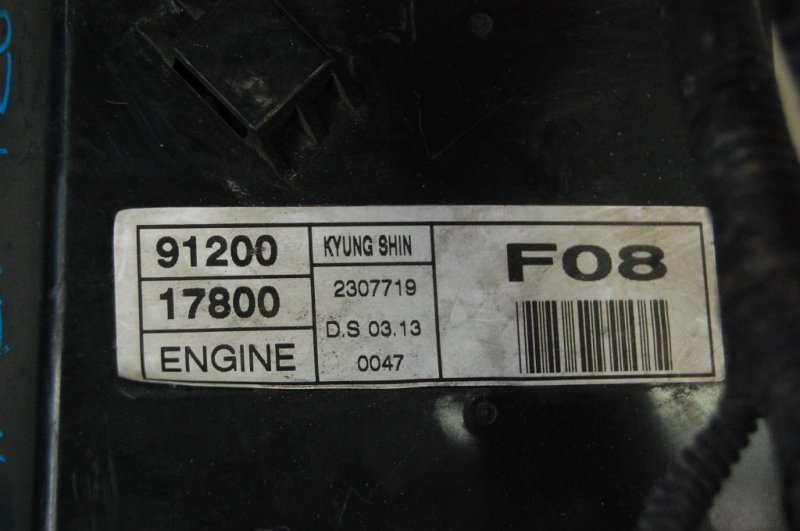 91200
17800
ENGINE
KYUNG SHIN
2307719
D.S 03.13
0047
F08